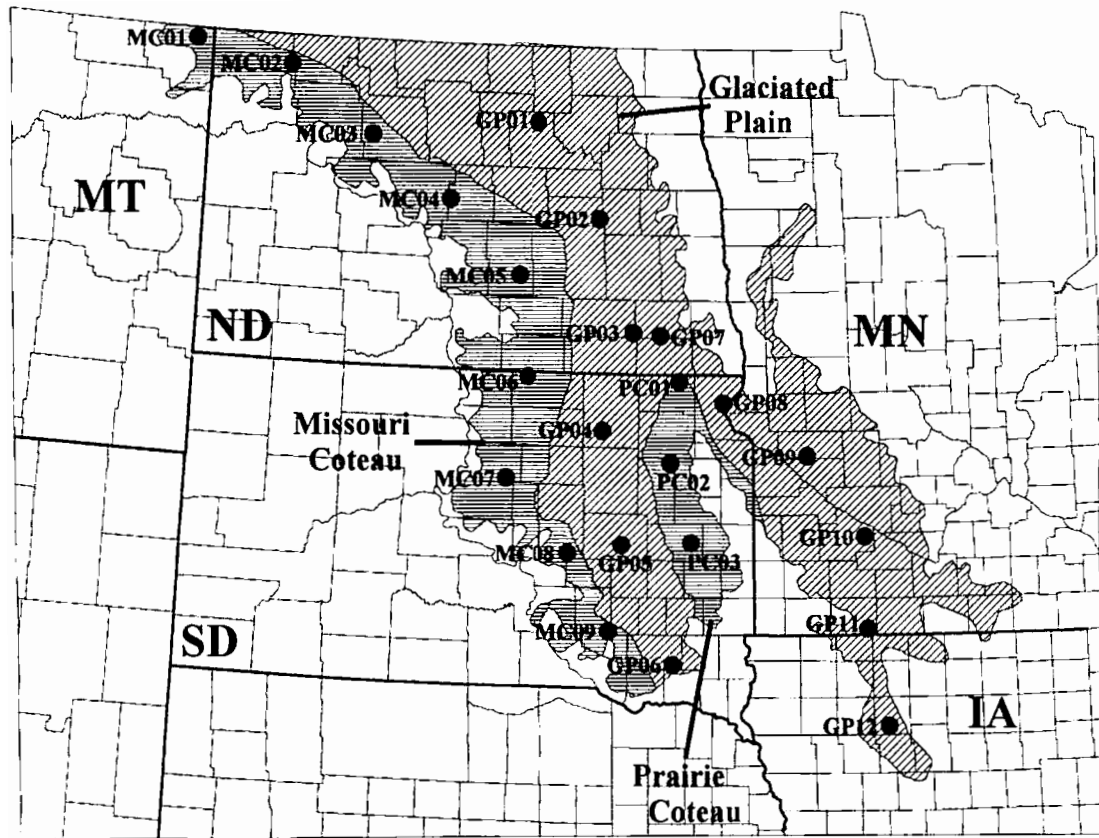 MC01
MC02
Glaciated
Plain
GP01
MC03
MT
MC04
GP02
MC05
ND
GP03
GP07
MN
MC06
PC01
GP08
Missouri
Coteau
GP04
GP09
MC07
PC02
GP10
MC08
GP05
PC03
SD
MC09
GP11
GP06
IA
GP12
Prairie
Coteau